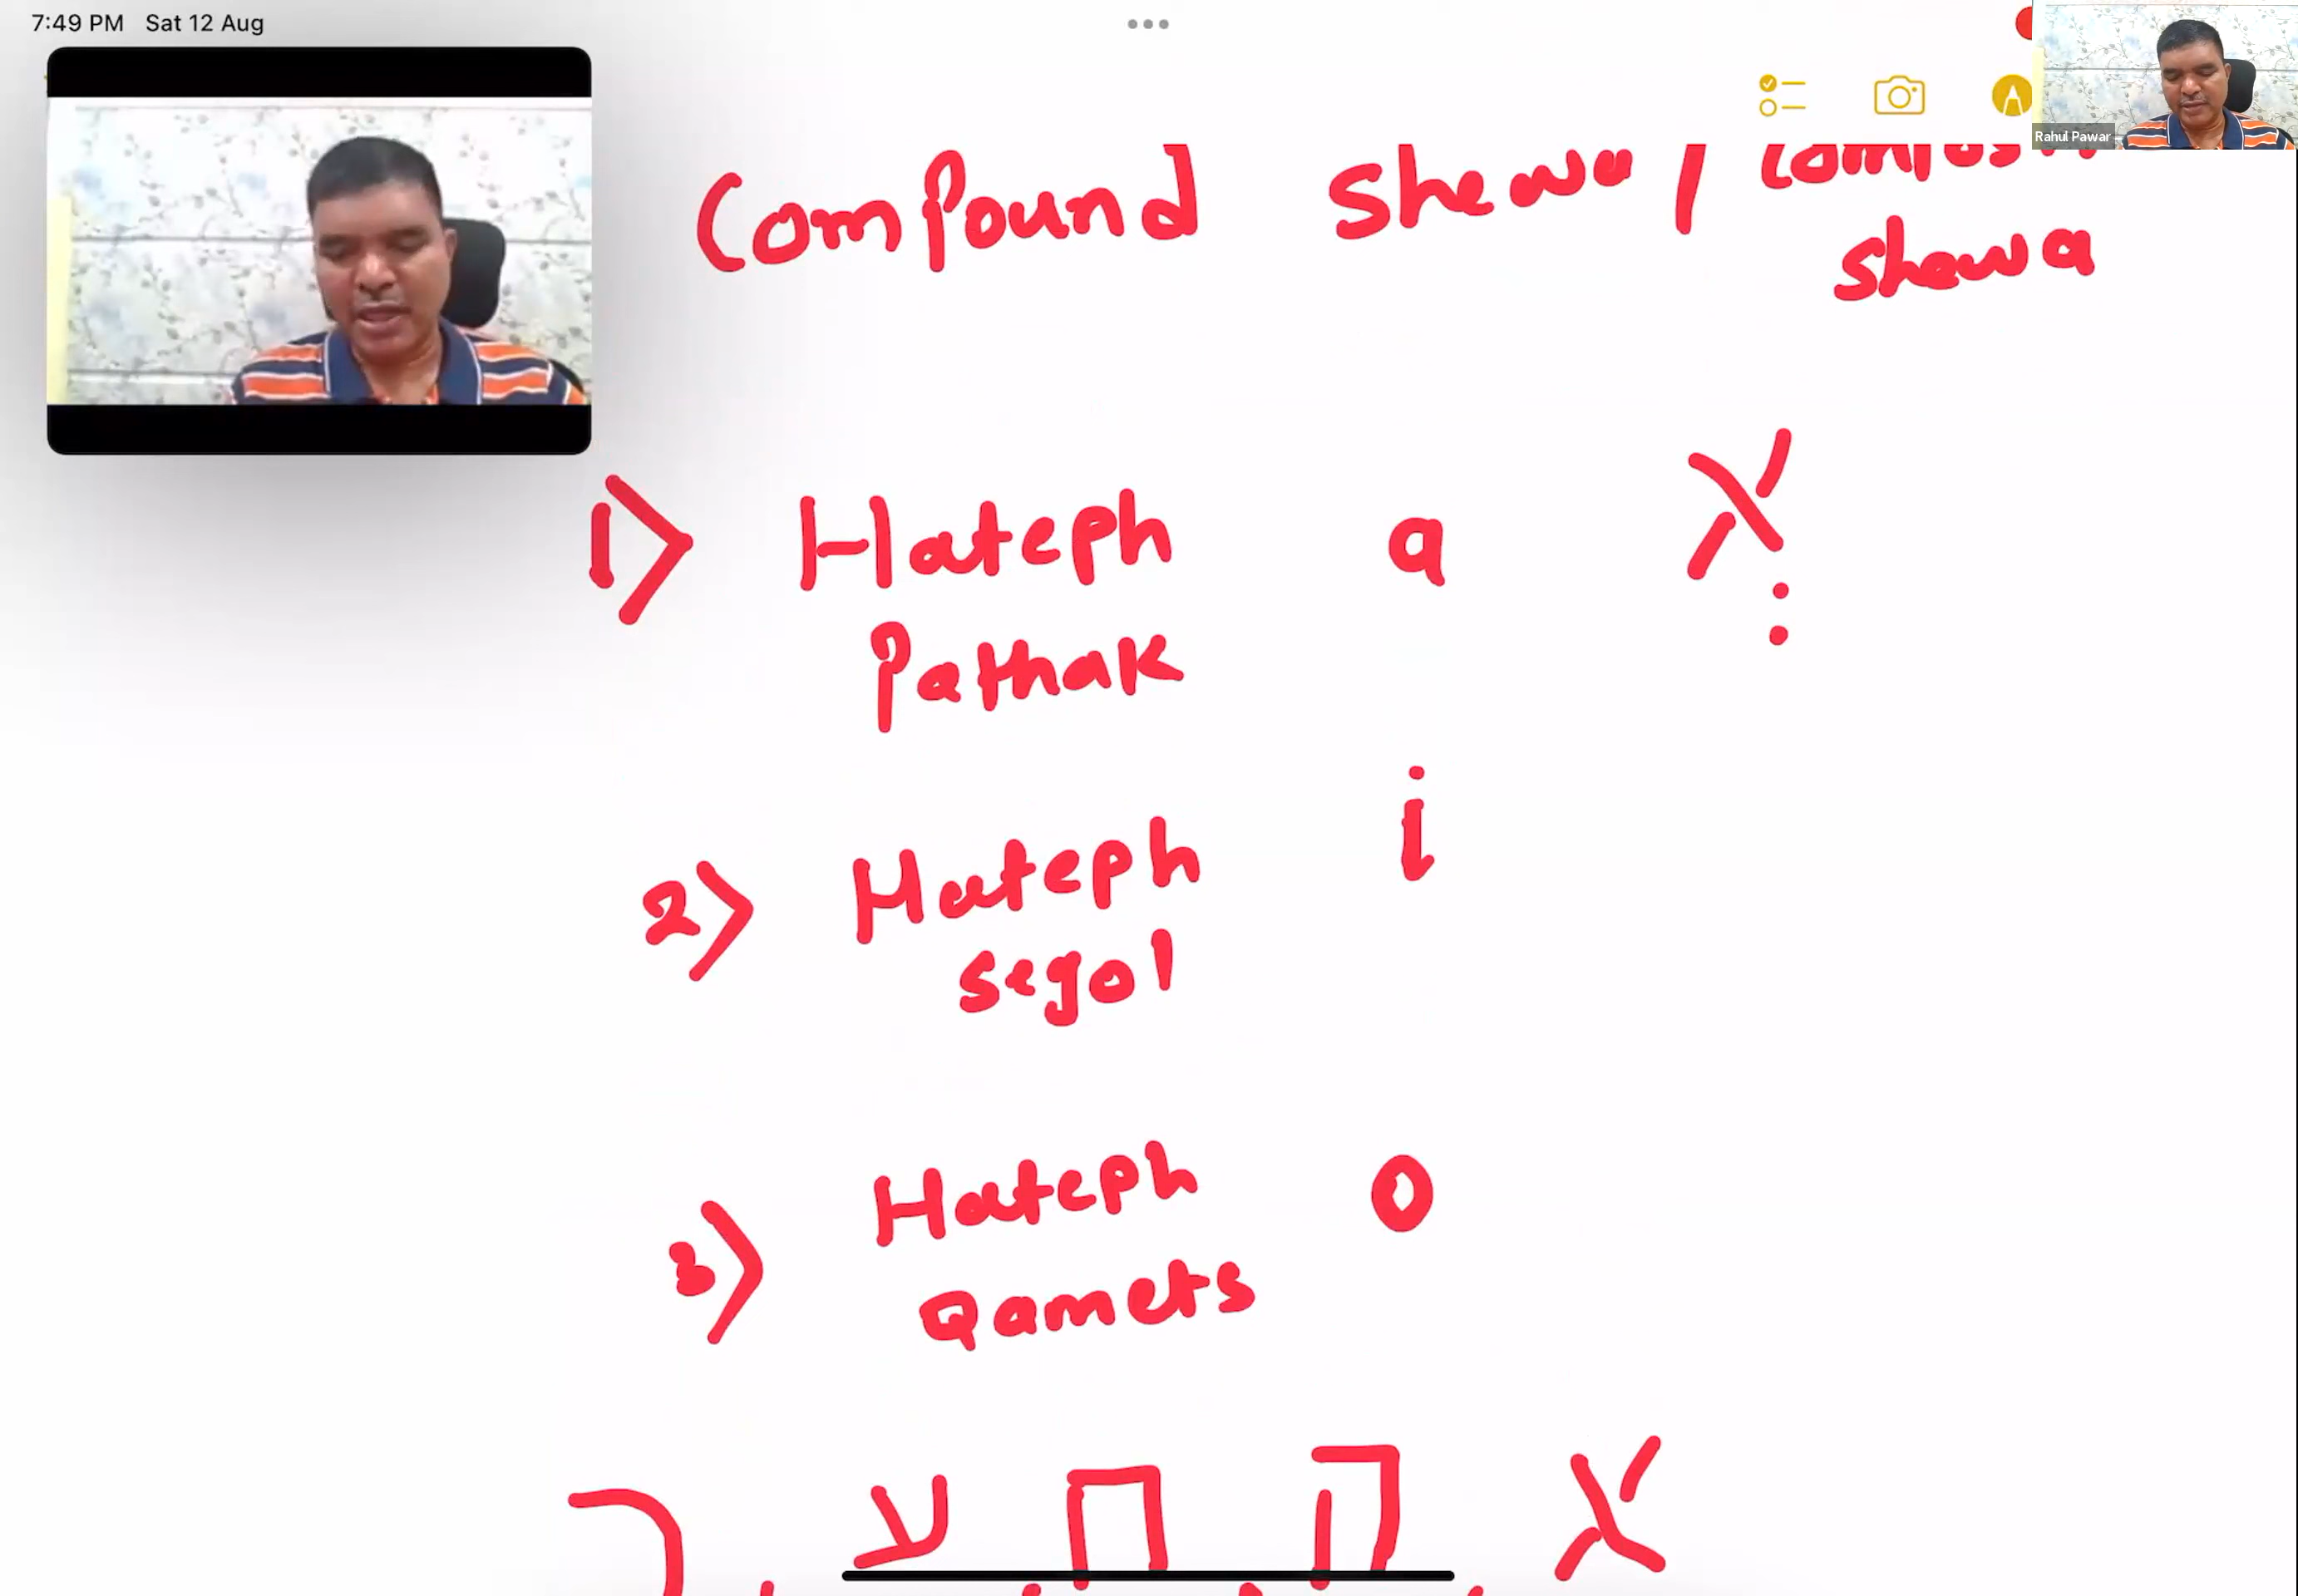 7:49 PM Sat 12 Aug
Rahul Pawar
Compound Shewa /
shewa
1> Hateph a א
Pathak
2> Hateph i
segol
3) Hateph o
Qamets
ר, ע, ח, ה, א